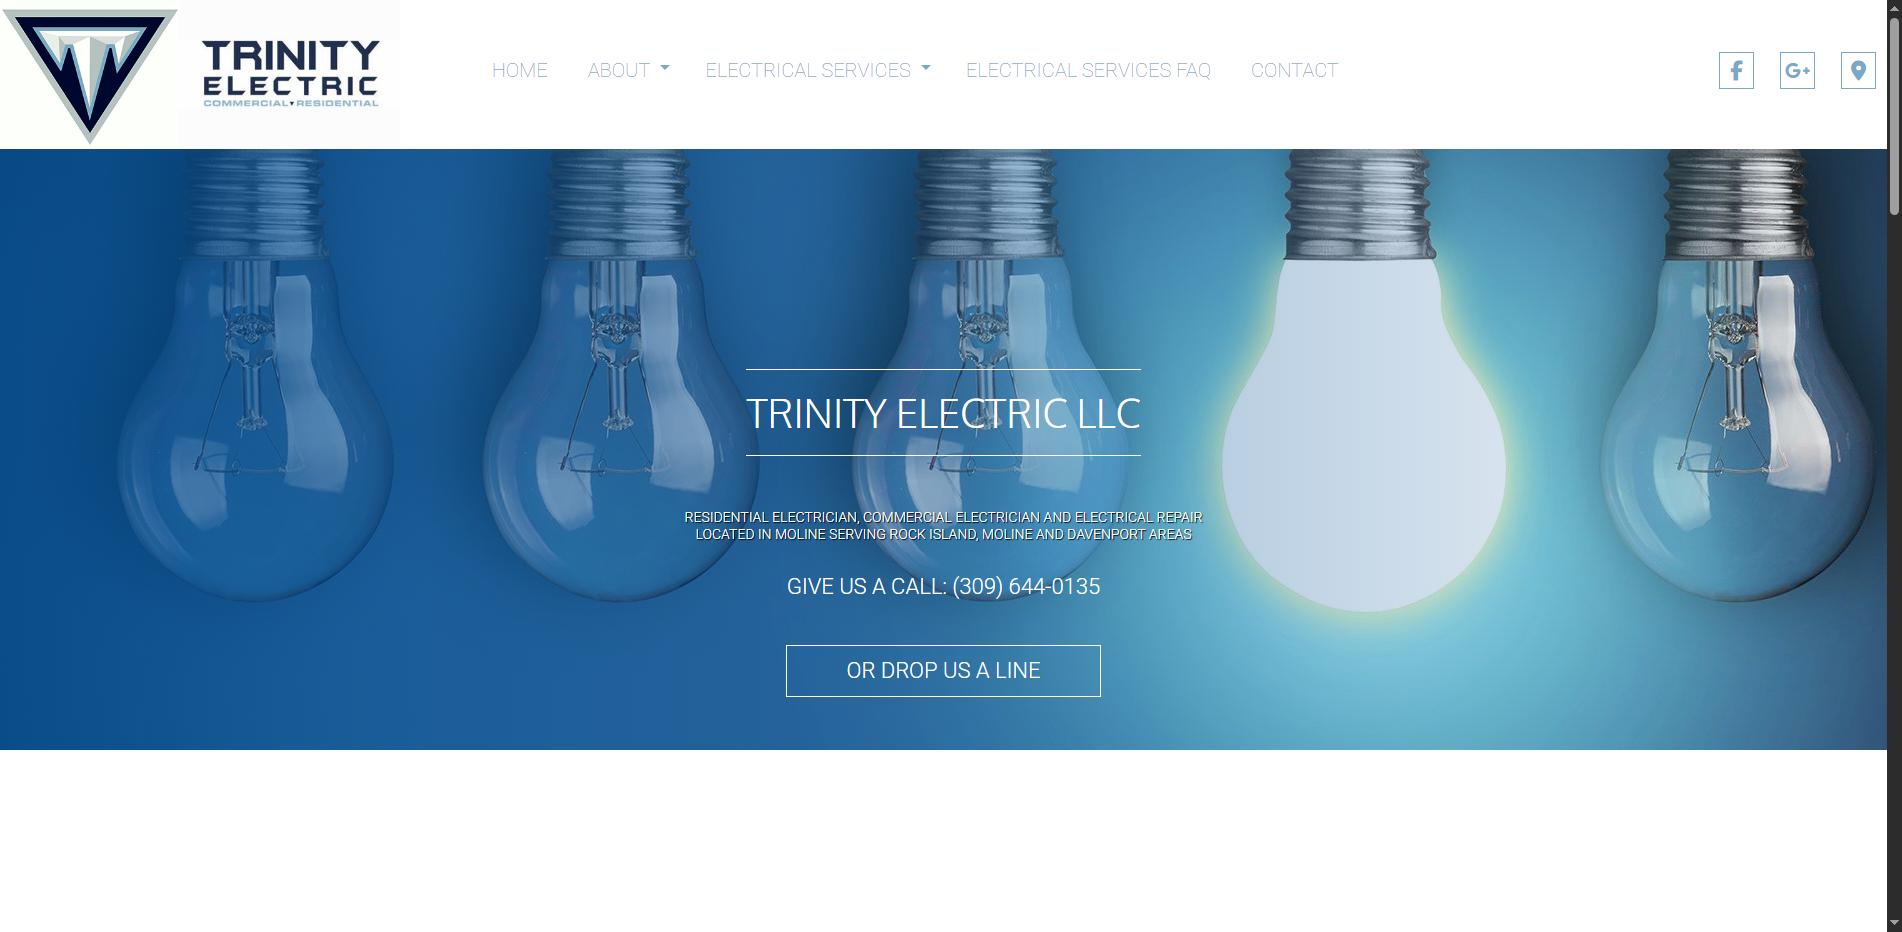 TRINITY
ELECTRIC
COMMERCIAL▼RESIDENTIAL
HOME ABOUT ELECTRICAL SERVICES ELECTRICAL SERVICES FAQ CONTACT
G+
TRINITY ELECTRIC LLC
RESIDENTIAL ELECTRICIAN, COMMERCIAL ELECTRICIAN AND ELECTRICAL REPAIR
LOCATED IN MOLINE SERVING ROCK ISLAND, MOLINE AND DAVENPORT AREAS
GIVE US A CALL: (309) 644-0135
OR DROP US A LINE